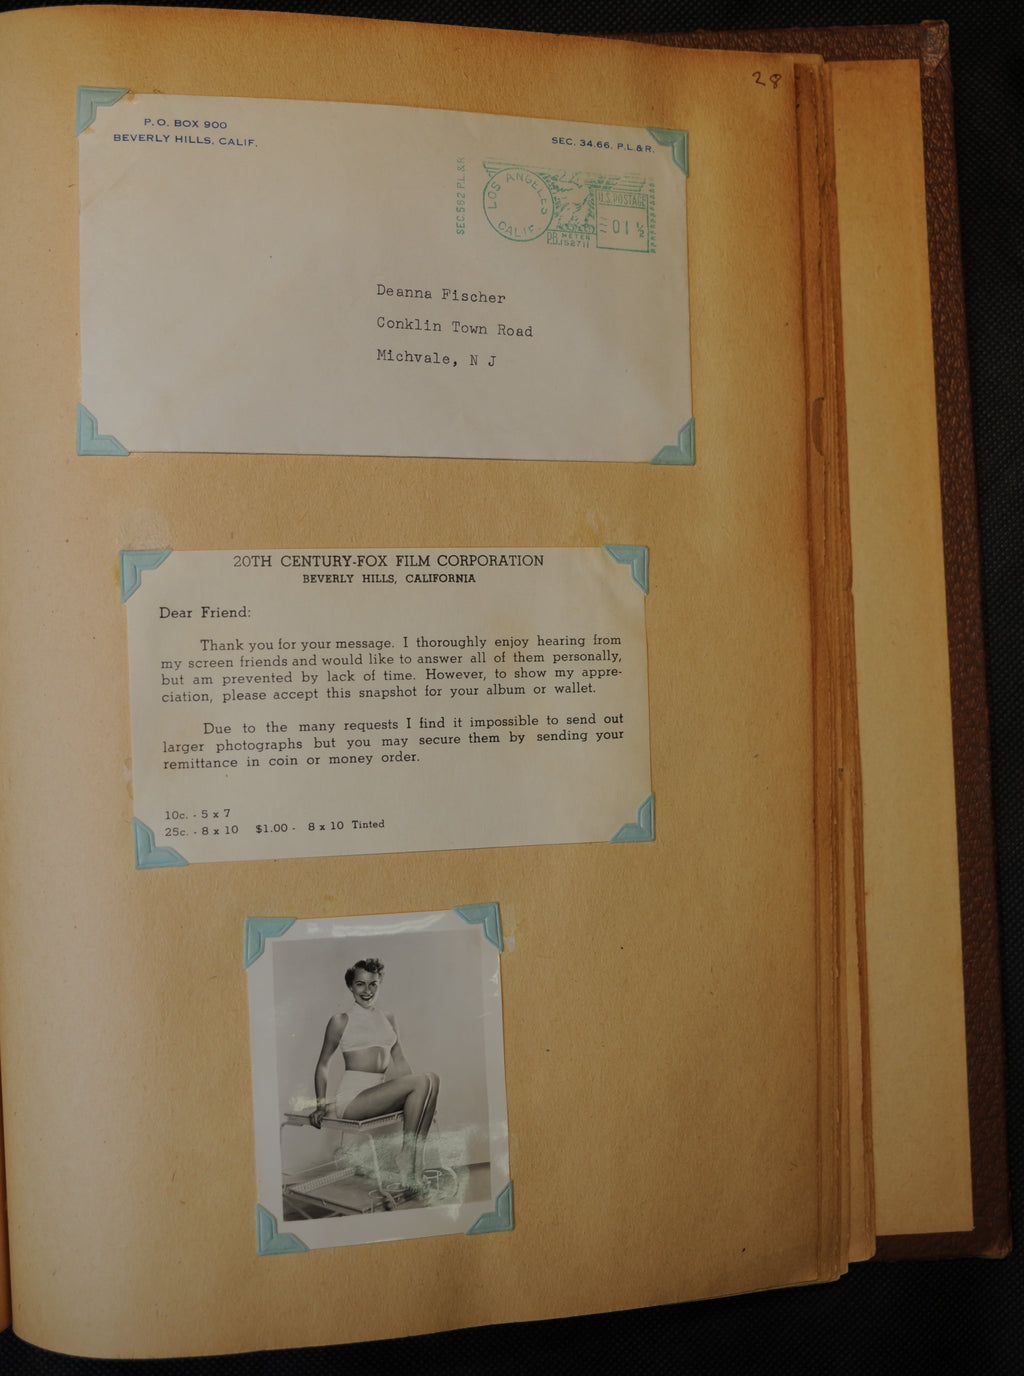 28
P. O. BOX 900
BEVERLY HILLS, CALIF.
SEC. 34.66, P. L. & R.
SEC 562 P.L.&R
LOS ANGELES
CALIF.
U.S. POSTAGE
01 1/2
P.B. METER
Deanna Fischer
Conklin Town Road
Michvale, N J
20TH CENTURY-FOX FILM CORPORATION
BEVERLY HILLS, CALIFORNIA
Dear Friend:
Thank you for your message. I thoroughly enjoy hearing from
my screen friends and would like to answer all of them personally,
but am prevented by lack of time. However, to show my appre-
ciation, please accept this snapshot for your album or wallet.
Due to the many requests I find it impossible to send out
larger photographs but you may secure them by sending your
remittance in coin or money order.
10c. - 5 x 7
25c. - 8 x 10 $1.00 - 8 x 10 Tinted